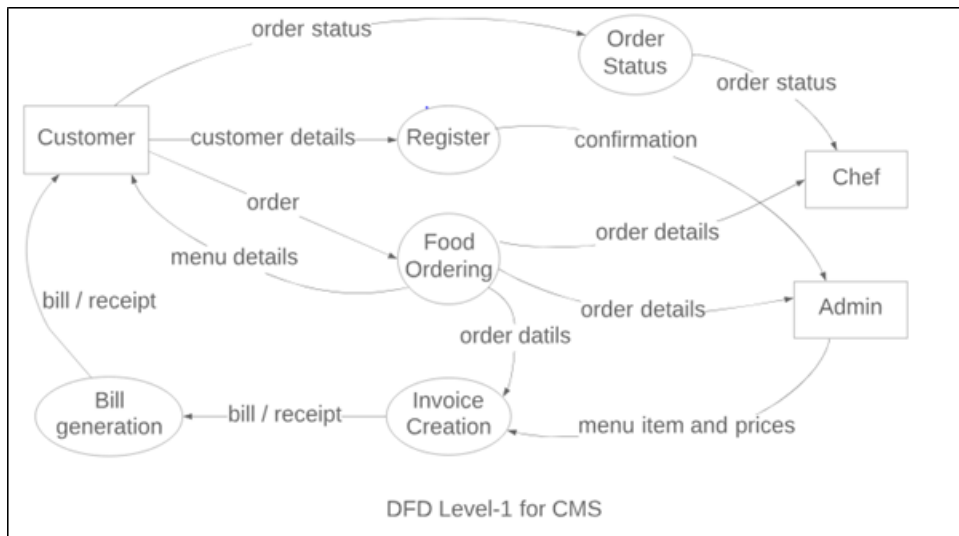 order status
Order
Status
order status
Customer
customer details
Register
confirmation
Chef
order
order details
menu details
Food
Ordering
bill / receipt
order details
Admin
order datils
Bill
generation
bill / receipt
Invoice
Creation
menu item and prices
DFD Level-1 for CMS